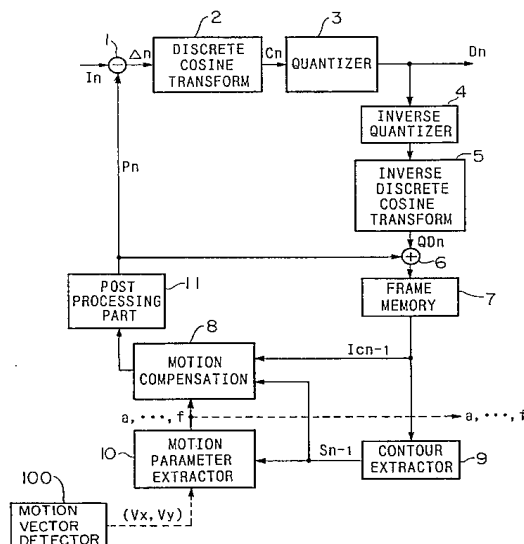 1
In
Δn
2
DISCRETE
COSINE
TRANSFORM
Cn
3
QUANTIZER
Dn
4
INVERSE
QUANTIZER
5
INVERSE
DISCRETE
COSINE
TRANSFORM
Pn
QDn
6
11
POST
PROCESSING
PART
FRAME
MEMORY
7
8
MOTION
COMPENSATION
Icn-1
a,···,f
a,···,f
10
MOTION
PARAMETER
EXTRACTOR
Sn-1
CONTOUR
EXTRACTOR
9
100
MOTION
VECTOR
DETECTOR
(Vx,Vy)